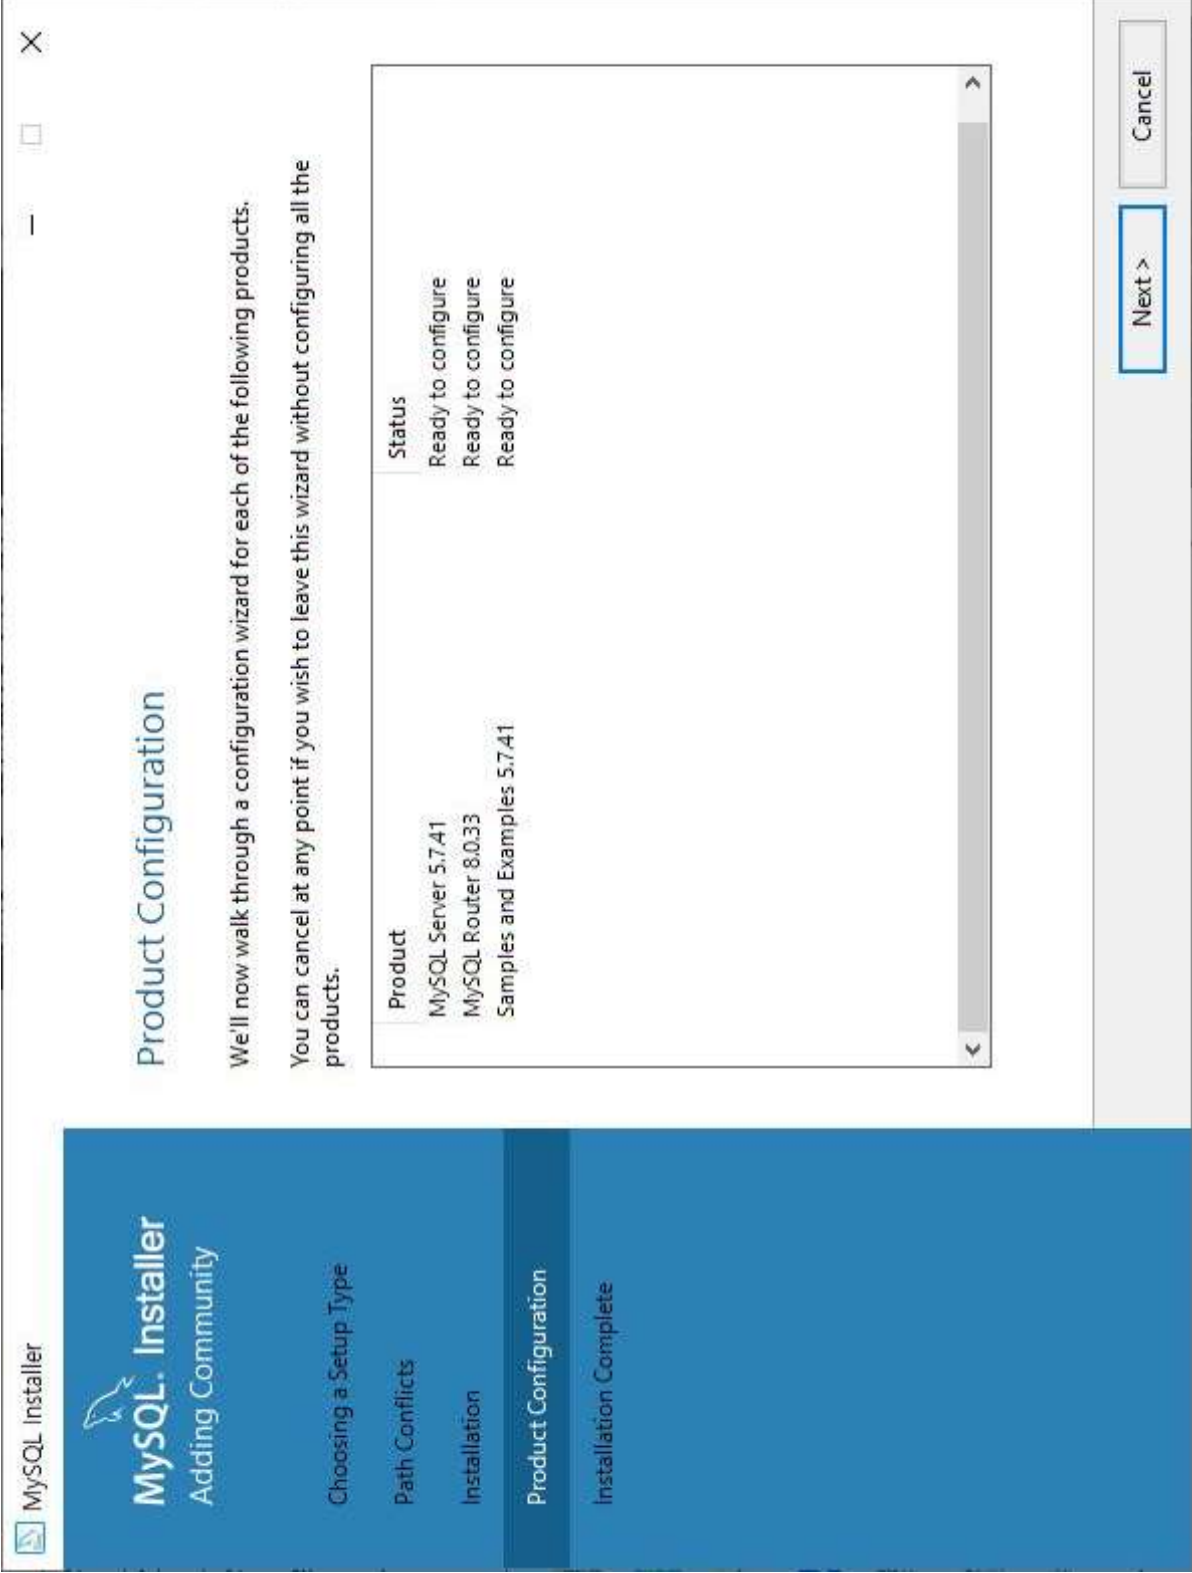 MySQL Installer
MySQL. Installer
Adding Community
Choosing a Setup Type
Path Conflicts
Installation
Product Configuration
Installation Complete
Product Configuration
We'll now walk through a configuration wizard for each of the following products.
You can cancel at any point if you wish to leave this wizard without configuring all the
products.
Product Status
MySQL Server 5.7.41 Ready to configure
MySQL Router 8.0.33 Ready to configure
Samples and Examples 5.7.41 Ready to configure
Next > Cancel